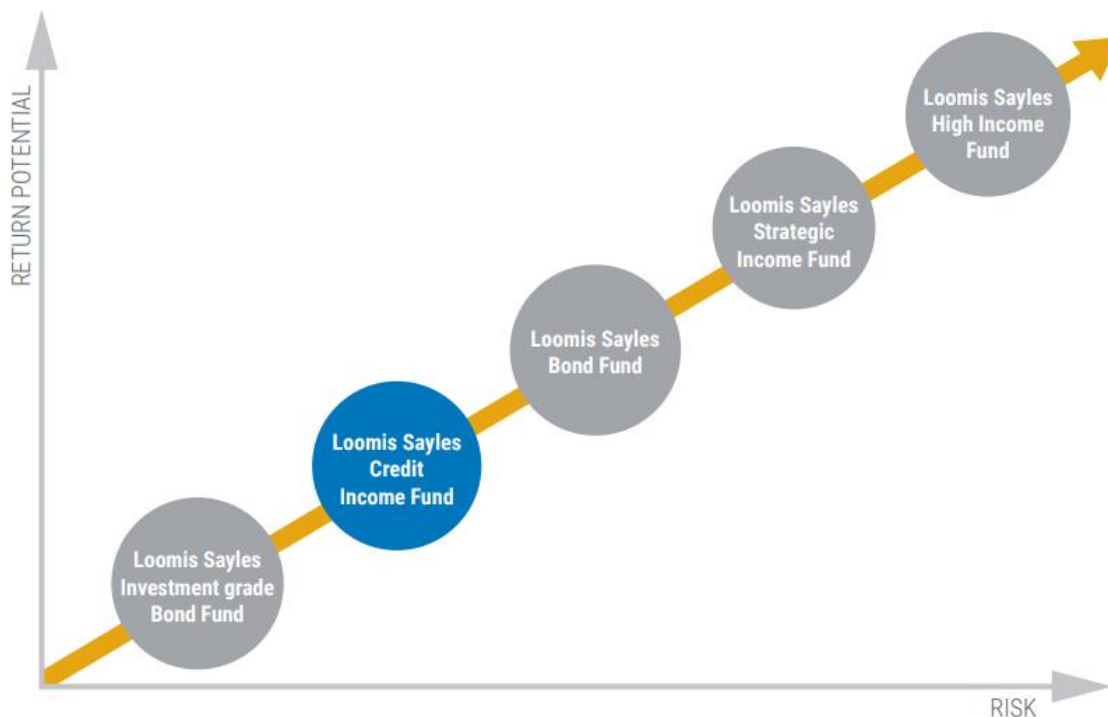 RETURN POTENTIAL
Loomis Sayles
High Income
Fund
Loomis Sayles
Strategic
Income Fund
Loomis Sayles
Bond Fund
Loomis Sayles
Credit
Income Fund
Loomis Sayles
Investment grade
Bond Fund
RISK